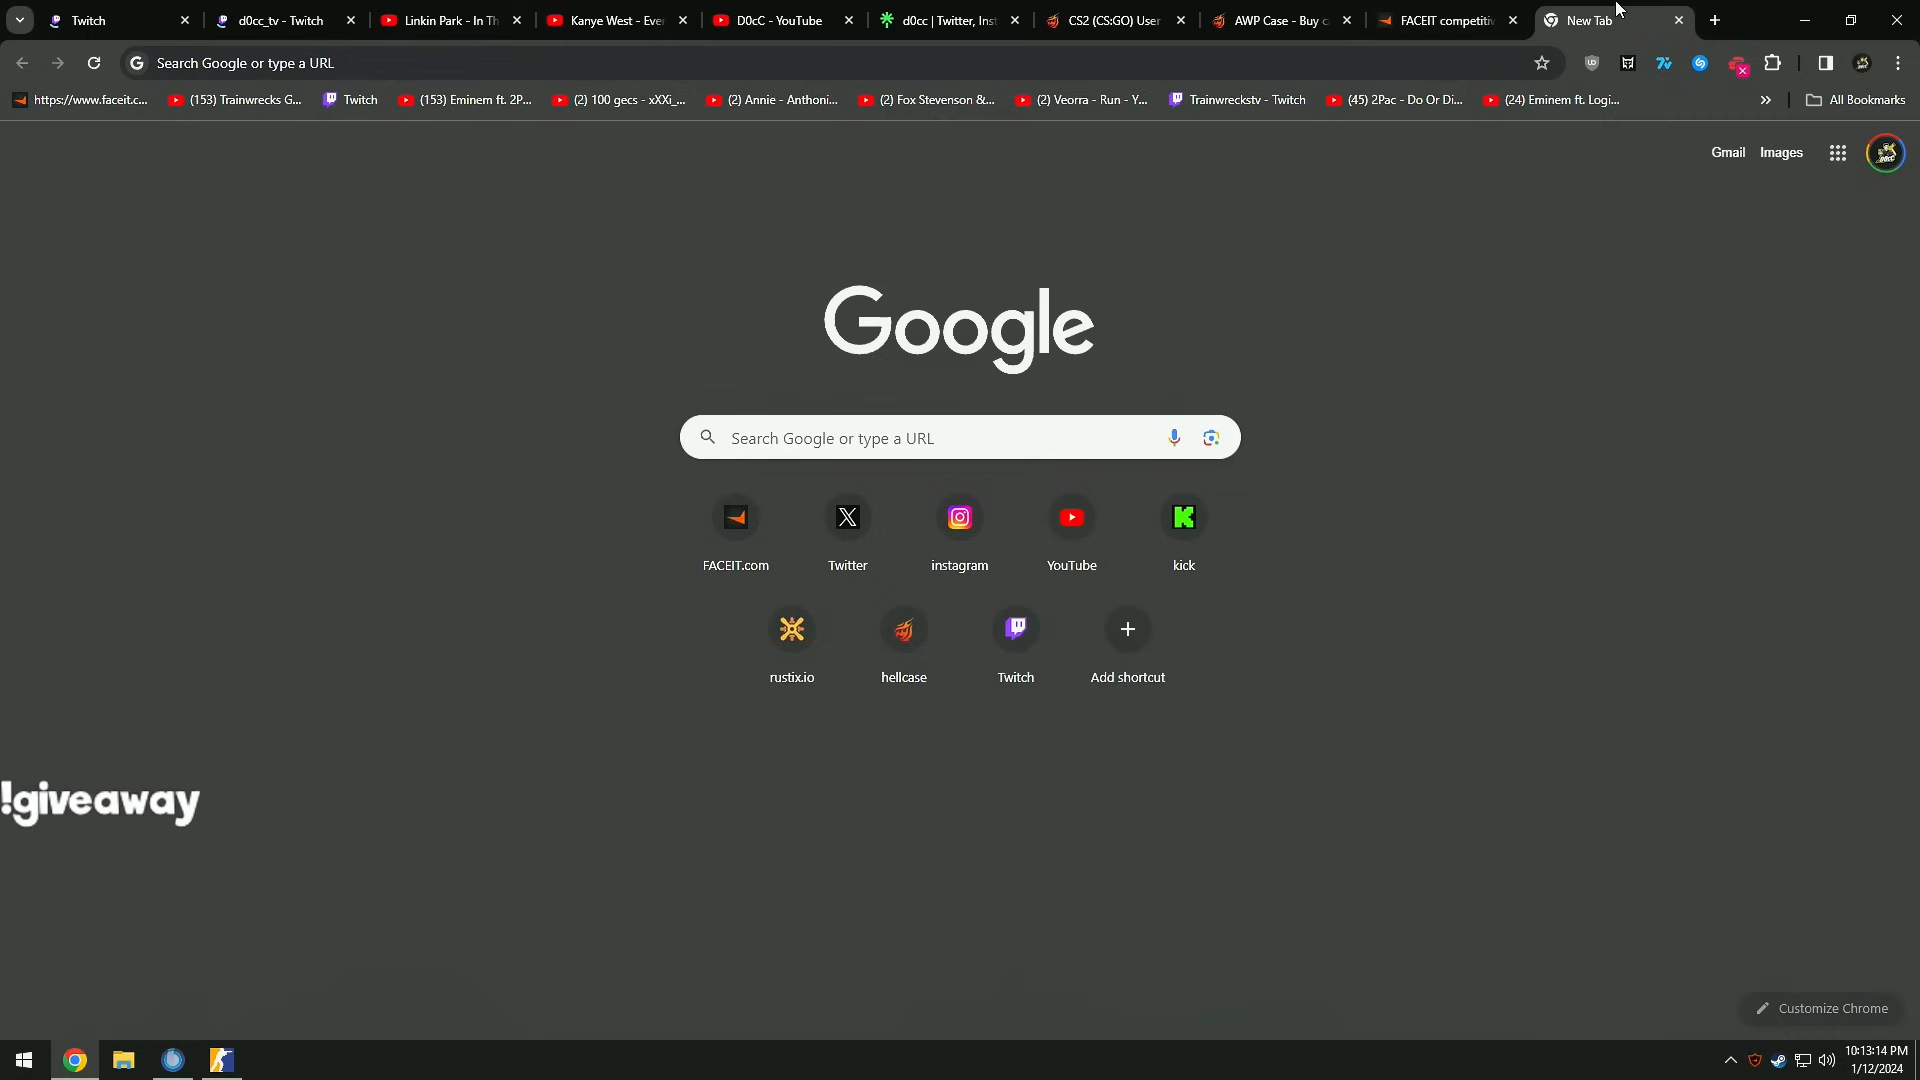 Twitch
d0cc_tv - Twitch
Linkin Park - In Th
Kanye West - Eve
D0cC - YouTube
d0cc | Twitter, Inst
CS2 (CS:GO) User
AWP Case - Buy c
FACEIT competitiv
New Tab
Search Google or type a URL
https://www.faceit.c...
(153) Trainwrecks G...
Twitch
(153) Eminem ft. 2P...
(2) 100 gecs - xXXi_...
(2) Annie - Anthoni...
(2) Fox Stevenson &...
(2) Veorra - Run - Y...
Trainwreckstv - Twitch
(45) 2Pac - Do Or Di...
(24) Eminem ft. Logi...
All Bookmarks
Gmail
Images
Google
Search Google or type a URL
FACEIT.com
Twitter
instagram
YouTube
kick
rustix.io
hellcase
Twitch
Add shortcut
!giveaway
Customize Chrome
10:13:14 PM
1/12/2024